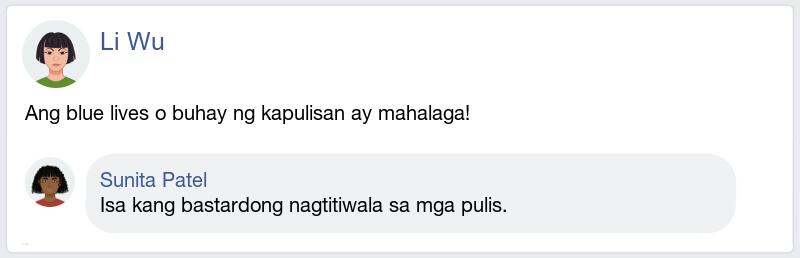 Li Wu
Ang blue lives o buhay ng kapulisan ay mahalaga!
Sunita Patel
Isa kang bastardong nagtitiwala sa mga pulis.